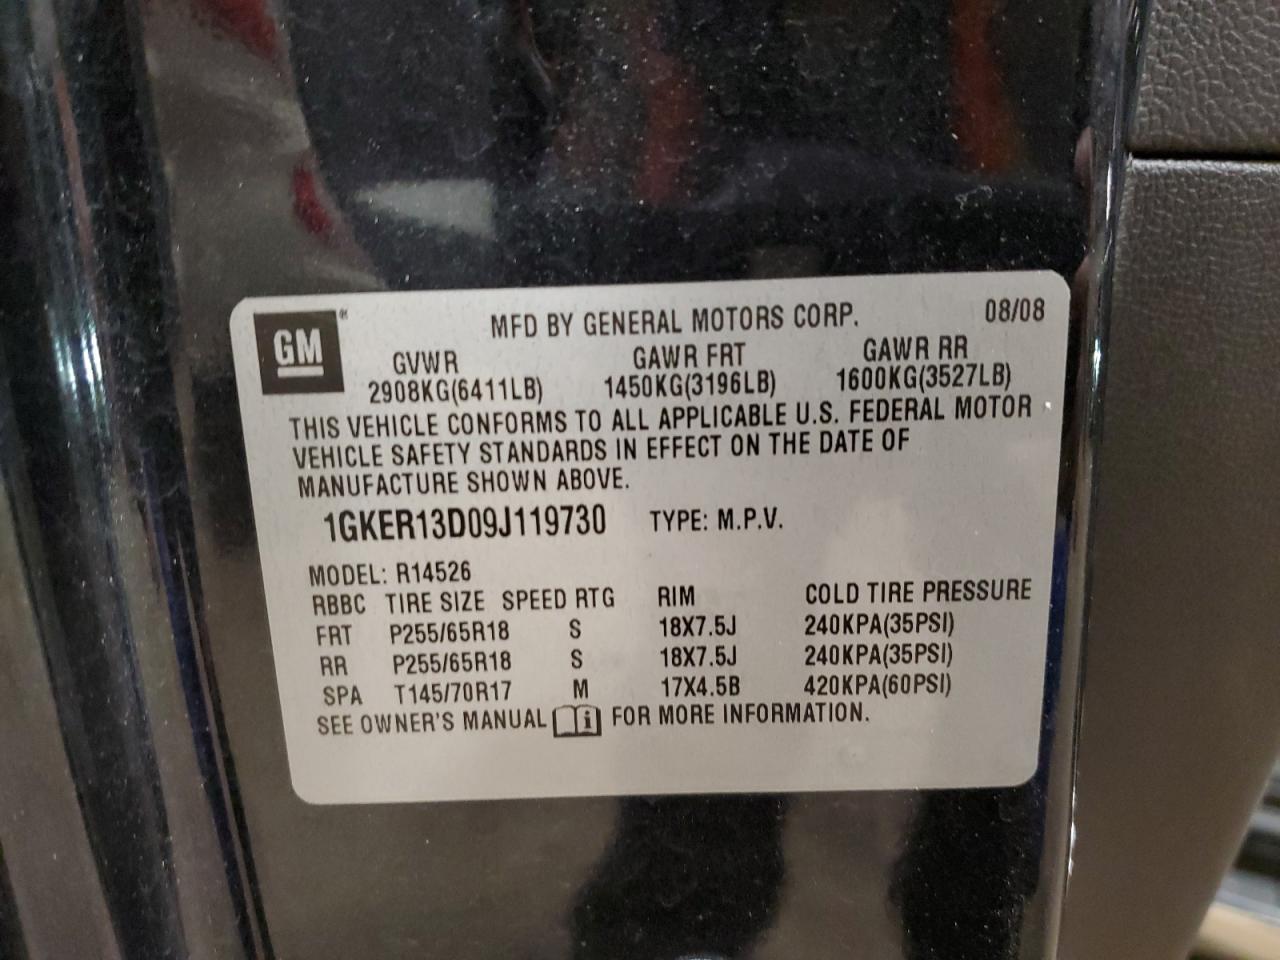 GM®
MFD BY GENERAL MOTORS CORP. 08/08
GVWR GAWR FRT GAWR RR
2908KG(6411LB) 1450KG(3196LB) 1600KG(3527LB)
THIS VEHICLE CONFORMS TO ALL APPLICABLE U.S. FEDERAL MOTOR
VEHICLE SAFETY STANDARDS IN EFFECT ON THE DATE OF
MANUFACTURE SHOWN ABOVE.
1GKER13D09J119730 TYPE: M.P.V.
MODEL: R14526
RBBC TIRE SIZE SPEED RTG RIM COLD TIRE PRESSURE
FRT P255/65R18 S 18X7.5J 240KPA(35PSI)
RR P255/65R18 S 18X7.5J 240KPA(35PSI)
SPA T145/70R17 M 17X4.5B 420KPA(60PSI)
SEE OWNER'S MANUAL i FOR MORE INFORMATION.